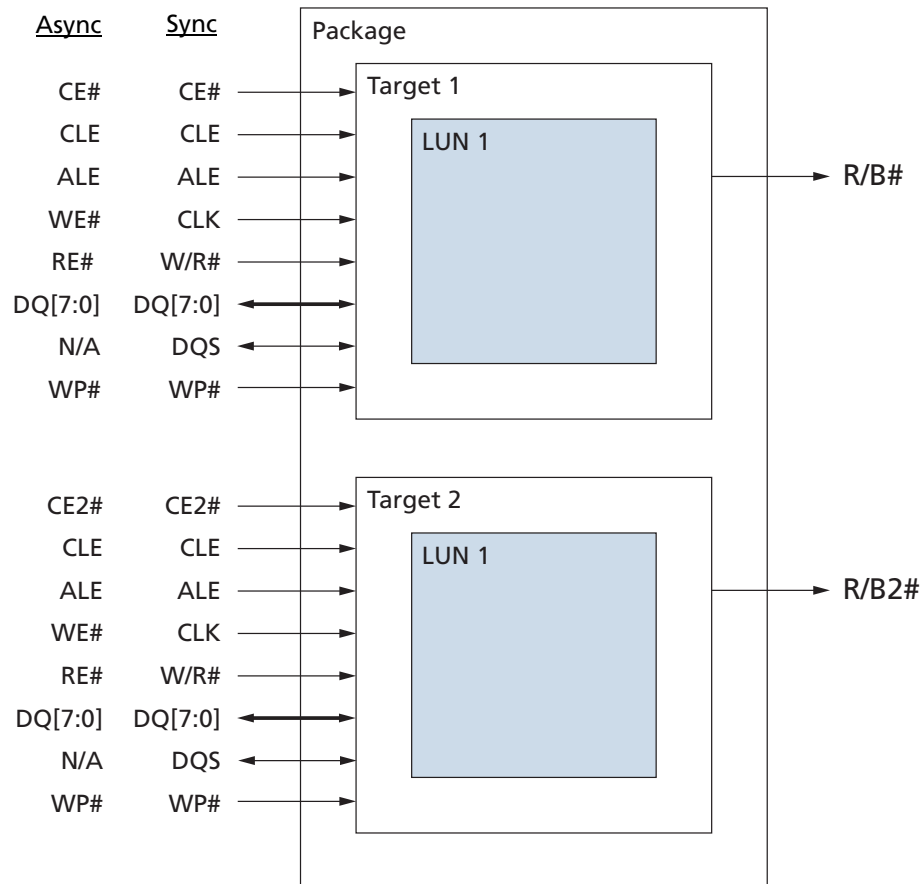 Async Sync
Package
Target 1
CE# CE#
CLE CLE
LUN 1
ALE ALE
R/B#
WE# CLK
RE# W/R#
DQ[7:0] DQ[7:0]
N/A DQS
WP# WP#
Target 2
CE2# CE2#
CLE CLE
LUN 1
ALE ALE
R/B2#
WE# CLK
RE# W/R#
DQ[7:0] DQ[7:0]
N/A DQS
WP# WP#